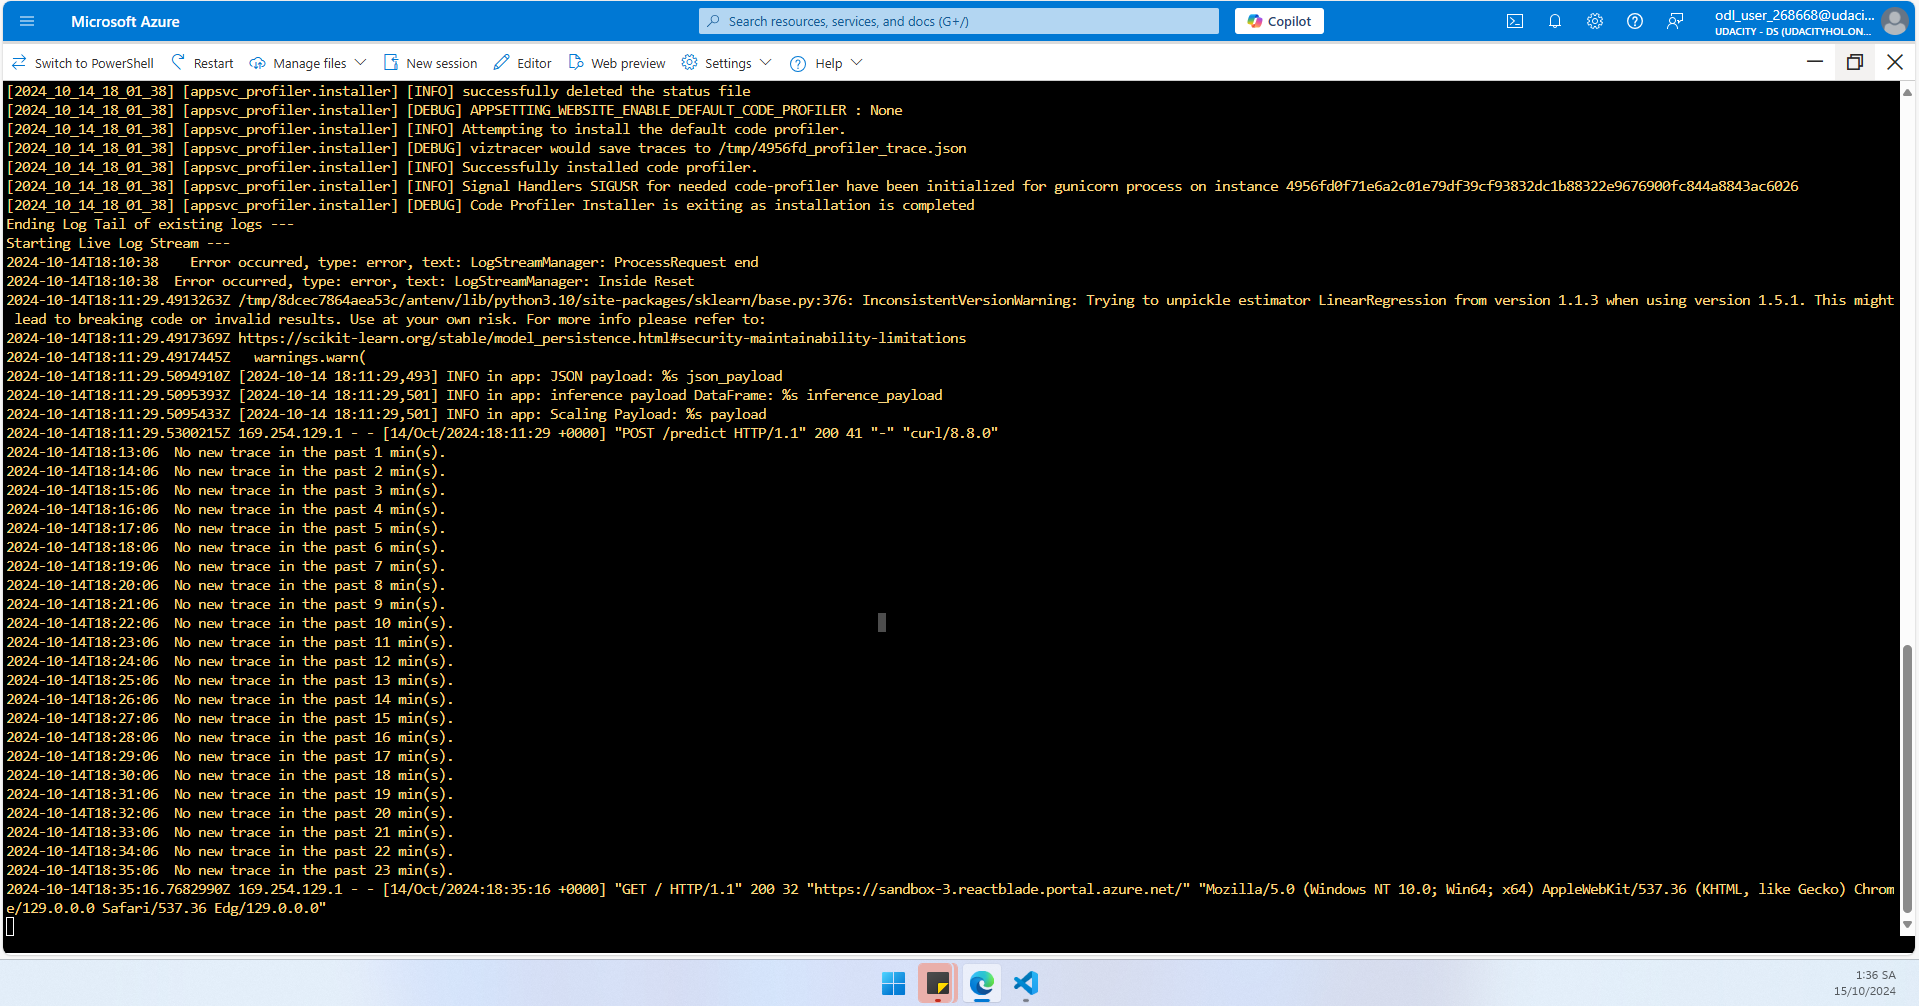 Microsoft Azure
Search resources, services, and docs (G+/)
Copilot
odl_user_268668@udaci...
UDACITY - DS (UDACITYHOL.ON...
Switch to PowerShell Restart Manage files New session Editor Web preview Settings Help
[2024_10_14_18_01_38] [appsvc_profiler.installer] [INFO] successfully deleted the status file
[2024_10_14_18_01_38] [appsvc_profiler.installer] [DEBUG] APPSETTING_WEBSITE_ENABLE_DEFAULT_CODE_PROFILER : None
[2024_10_14_18_01_38] [appsvc_profiler.installer] [INFO] Attempting to install the default code profiler.
[2024_10_14_18_01_38] [appsvc_profiler.installer] [DEBUG] viztracer would save traces to /tmp/4956fd_profiler_trace.json
[2024_10_14_18_01_38] [appsvc_profiler.installer] [INFO] Successfully installed code profiler.
[2024_10_14_18_01_38] [appsvc_profiler.installer] [INFO] Signal Handlers SIGUSR for needed code-profiler have been initialized for gunicorn process on instance 4956fd0f71e6a2c01e79df39cf93832dc1b88322e9676900fc844a8843ac6026
[2024_10_14_18_01_38] [appsvc_profiler.installer] [DEBUG] Code Profiler Installer is exiting as installation is completed
Ending Log Tail of existing logs ---
Starting Live Log Stream ---
2024-10-14T18:10:38    Error occurred, type: error, text: LogStreamManager: ProcessRequest end
2024-10-14T18:10:38  Error occurred, type: error, text: LogStreamManager: Inside Reset
2024-10-14T18:11:29.4913263Z /tmp/8dcec7864aea53c/antenv/lib/python3.10/site-packages/sklearn/base.py:376: InconsistentVersionWarning: Trying to unpickle estimator LinearRegression from version 1.1.3 when using version 1.5.1. This might
 lead to breaking code or invalid results. Use at your own risk. For more info please refer to:
2024-10-14T18:11:29.4917369Z https://scikit-learn.org/stable/model_persistence.html#security-maintainability-limitations
2024-10-14T18:11:29.4917445Z   warnings.warn(
2024-10-14T18:11:29.5094910Z [2024-10-14 18:11:29,493] INFO in app: JSON payload: %s json_payload
2024-10-14T18:11:29.5095393Z [2024-10-14 18:11:29,501] INFO in app: inference payload DataFrame: %s inference_payload
2024-10-14T18:11:29.5095433Z [2024-10-14 18:11:29,501] INFO in app: Scaling Payload: %s payload
2024-10-14T18:11:29.5300215Z 169.254.129.1 - - [14/Oct/2024:18:11:29 +0000] "POST /predict HTTP/1.1" 200 41 "-" "curl/8.8.0"
2024-10-14T18:13:06  No new trace in the past 1 min(s).
2024-10-14T18:14:06  No new trace in the past 2 min(s).
2024-10-14T18:15:06  No new trace in the past 3 min(s).
2024-10-14T18:16:06  No new trace in the past 4 min(s).
2024-10-14T18:17:06  No new trace in the past 5 min(s).
2024-10-14T18:18:06  No new trace in the past 6 min(s).
2024-10-14T18:19:06  No new trace in the past 7 min(s).
2024-10-14T18:20:06  No new trace in the past 8 min(s).
2024-10-14T18:21:06  No new trace in the past 9 min(s).
2024-10-14T18:22:06  No new trace in the past 10 min(s).
2024-10-14T18:23:06  No new trace in the past 11 min(s).
2024-10-14T18:24:06  No new trace in the past 12 min(s).
2024-10-14T18:25:06  No new trace in the past 13 min(s).
2024-10-14T18:26:06  No new trace in the past 14 min(s).
2024-10-14T18:27:06  No new trace in the past 15 min(s).
2024-10-14T18:28:06  No new trace in the past 16 min(s).
2024-10-14T18:29:06  No new trace in the past 17 min(s).
2024-10-14T18:30:06  No new trace in the past 18 min(s).
2024-10-14T18:31:06  No new trace in the past 19 min(s).
2024-10-14T18:32:06  No new trace in the past 20 min(s).
2024-10-14T18:33:06  No new trace in the past 21 min(s).
2024-10-14T18:34:06  No new trace in the past 22 min(s).
2024-10-14T18:35:06  No new trace in the past 23 min(s).
2024-10-14T18:35:16.7682990Z 169.254.129.1 - - [14/Oct/2024:18:35:16 +0000] "GET / HTTP/1.1" 200 32 "https://sandbox-3.reactblade.portal.azure.net/" "Mozilla/5.0 (Windows NT 10.0; Win64; x64) AppleWebKit/537.36 (KHTML, like Gecko) Chrom
e/129.0.0.0 Safari/537.36 Edg/129.0.0.0"
1:36 SA
15/10/2024